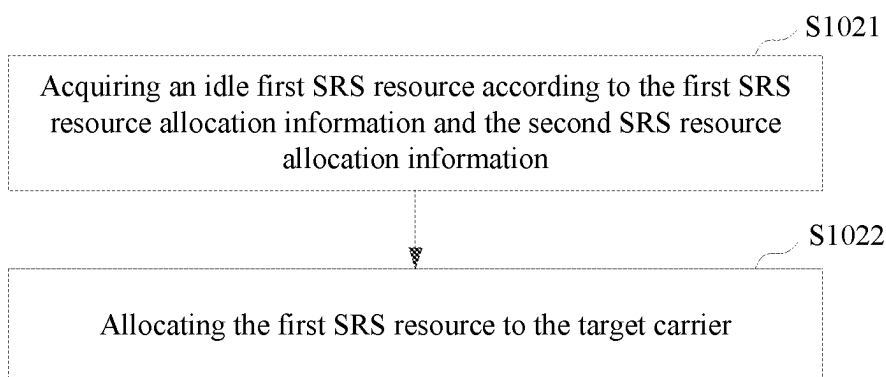 S1021
Acquiring an idle first SRS resource according to the first SRS
resource allocation information and the second SRS resource
allocation information
S1022
Allocating the first SRS resource to the target carrier